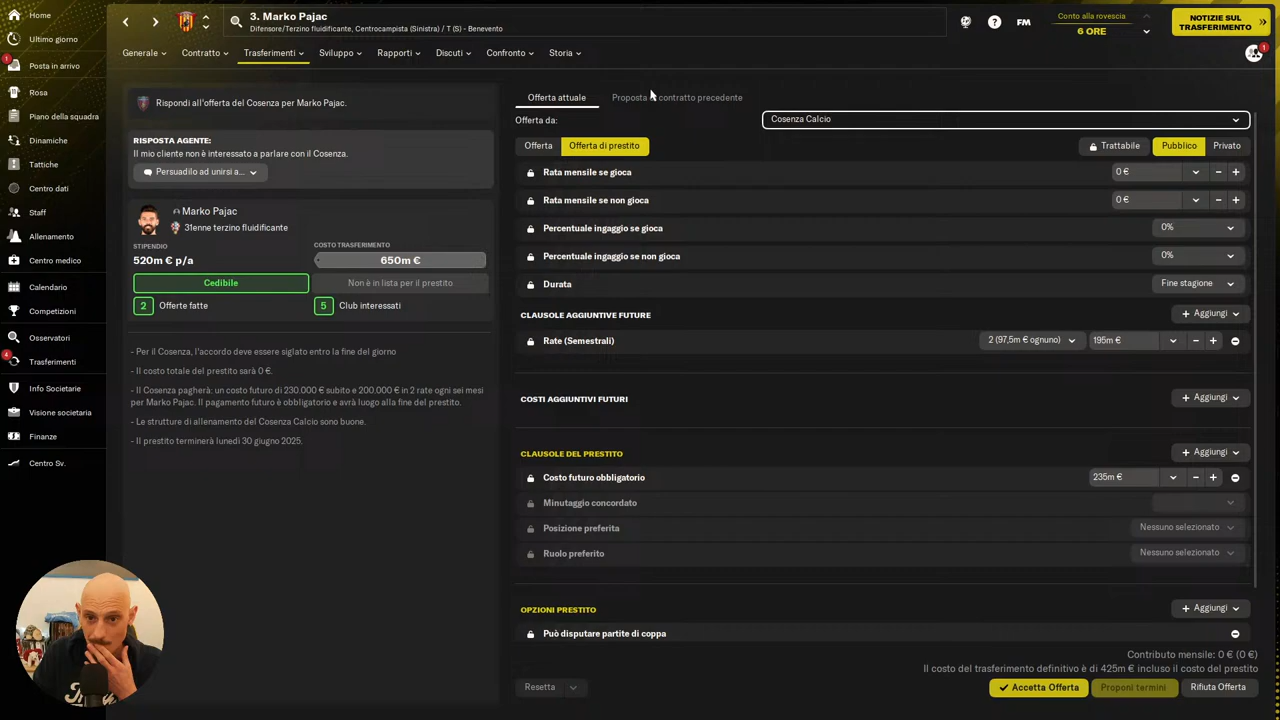 Home
Ultimo giorno
1
Posta in arrivo
Rosa
Piano della squadra
Dinamiche
Tattiche
Centro dati
Staff
Allenamento
Centro medico
Calendario
Competizioni
Osservatori
4
Trasferimenti
Info Societarie
Visione societaria
Finanze
Centro Sv.
3. Marko Pajac
Difensore/Terzino fluidificante, Centrocampista (Sinistra) / T (S) - Benevento
FM
Conto alla rovescia
6 ORE
NOTIZIE SUL
TRASFERIMENTO
Generale
Contratto
Trasferimenti
Sviluppo
Rapporti
Discuti
Confronto
Storia
1
Rispondi all'offerta del Cosenza per Marko Pajac.
RISPOSTA AGENTE:
Il mio cliente non è interessato a parlare con il Cosenza.
Persuadilo ad unirsi a...
Marko Pajac
31enne terzino fluidificante
STIPENDIO
520m € p/a
COSTO TRASFERIMENTO
650m €
Cedibile
Non è in lista per il prestito
2 Offerte fatte
5 Club interessati
- Per il Cosenza, l'accordo deve essere siglato entro la fine del giorno
- Il costo totale del prestito sarà 0 €.
- Il Cosenza pagherà: un costo futuro di 230.000 € subito e 200.000 € in 2 rate ogni sei mesi
per Marko Pajac. Il pagamento futuro è obbligatorio e avrà luogo alla fine del prestito.
- Le strutture di allenamento del Cosenza Calcio sono buone.
- Il prestito terminerà lunedì 30 giugno 2025.
Offerta attuale
Proposta contratto precedente
Offerta da:
Cosenza Calcio
Offerta
Offerta di prestito
Trattabile
Pubblico
Privato
Rata mensile se gioca
0 €
Rata mensile se non gioca
0 €
Percentuale ingaggio se gioca
0%
Percentuale ingaggio se non gioca
0%
Durata
Fine stagione
CLAUSOLE AGGIUNTIVE FUTURE
+ Aggiungi
Rate (Semestrali)
2 (97,5m € ognuno)
195m €
COSTI AGGIUNTIVI FUTURI
+ Aggiungi
CLAUSOLE DEL PRESTITO
+ Aggiungi
Costo futuro obbligatorio
235m €
Minutaggio concordato
Posizione preferita
Nessuno selezionato
Ruolo preferito
Nessuno selezionato
OPZIONI PRESTITO
+ Aggiungi
Può disputare partite di coppa
Contributo mensile: 0 € (0 €)
Il costo del trasferimento definitivo è di 425m € incluso il costo del prestito
Resetta
Accetta Offerta
Proponi termini
Rifiuta Offerta